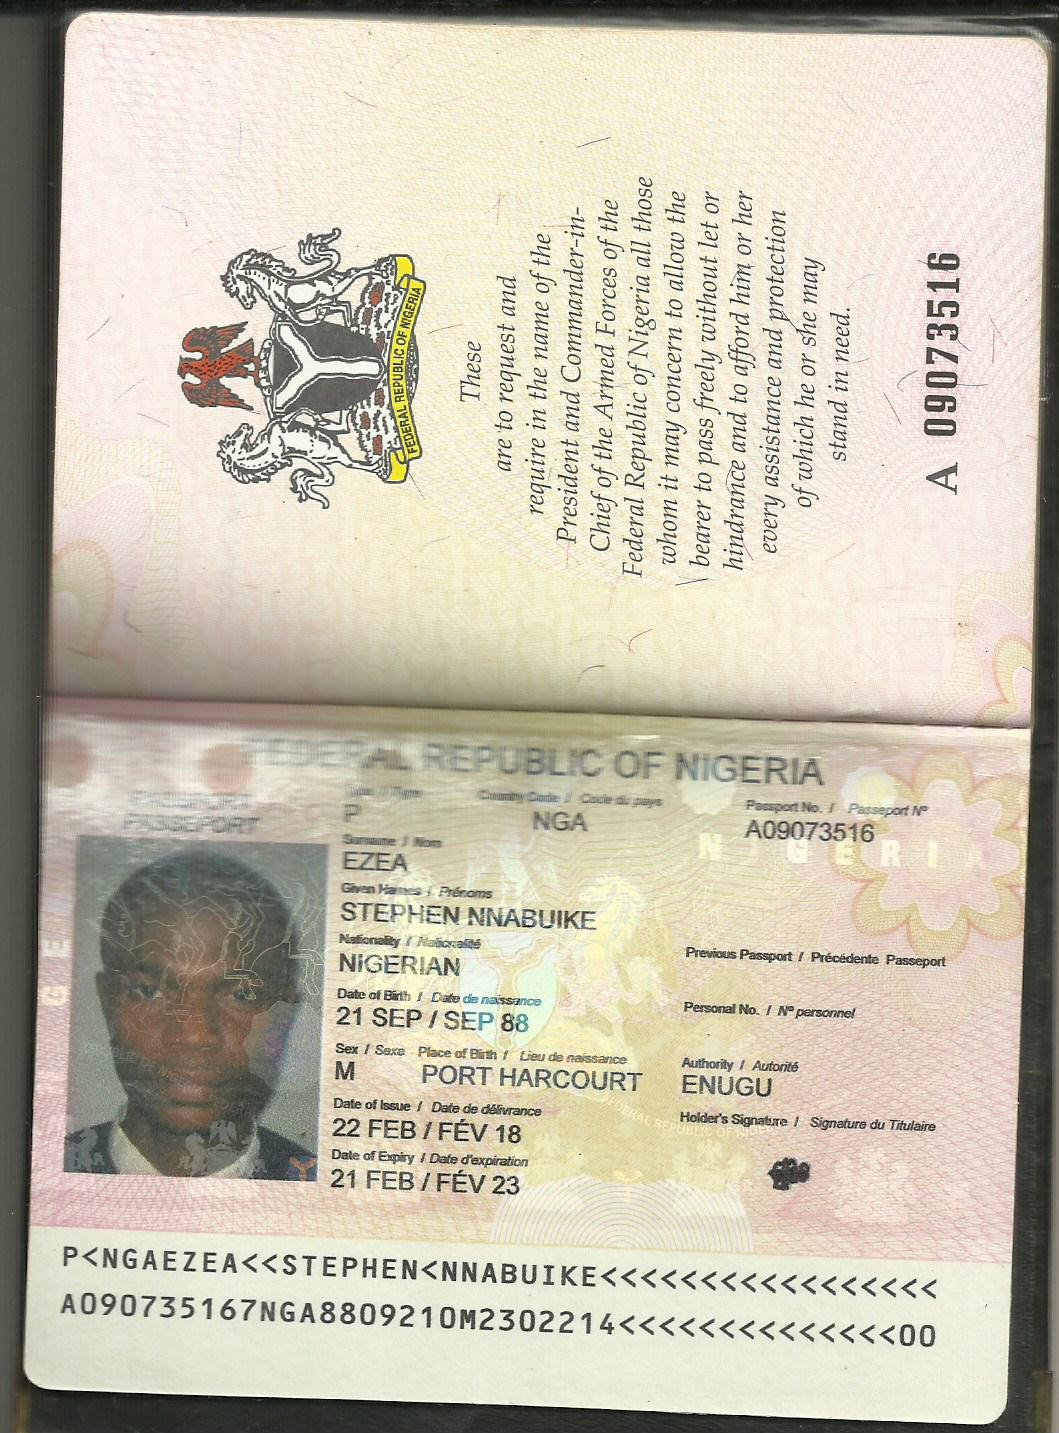 FEDERAL REPUBLIC OF NIGERIA
These
are to request and
require in the name of the
President and Commander-in-
Chief of the Armed Forces of the
Federal Republic of Nigeria all those
whom it may concern to allow the
bearer to pass freely without let or
hindrance and to afford him or her
every assistance and protection
of which he or she may
stand in need.
A 09073516
FEDERAL REPUBLIC OF NIGERIA
PASSPORT
PASSEPORT
Type / Type Country Code / Code du pays Passport No. / Passeport Nº
P NGA A09073516
NIGERIA
Surname / Nom
EZEA
Given Names / Prénoms
STEPHEN NNABUIKE
Nationality / Nationalité
NIGERIAN
Previous Passport / Précédente Passeport
Date of Birth / Date de naissance
21 SEP / SEP 88
Personal No. / Nº personnel
Sex / Sexe Place of Birth / Lieu de naissance
M PORT HARCOURT
Authority / Autorité
ENUGU
Date of Issue / Date de délivrance
22 FEB / FÉV 18
Holder's Signature / Signature du Titulaire
Date of Expiry / Date d'expiration
21 FEB / FÉV 23
P<NGAEZEA<<STEPHEN<NNABUIKE<<<<<<<<<<<<<<<<<
A090735167NGA8809210M2302214<<<<<<<<<<<<<<00